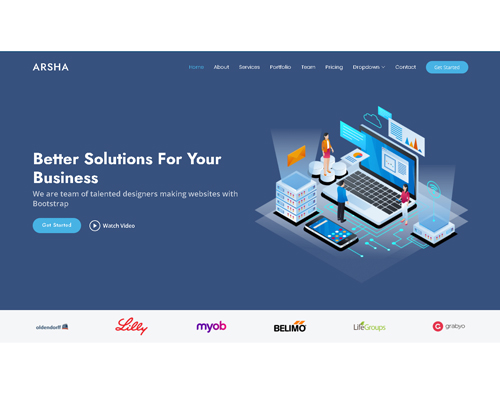 ARSHA
Home About Services Portfolio Team Pricing Dropdown Contact Get Started
Better Solutions For Your
Business
We are team of talented designers making websites with
Bootstrap
Get Started Watch Video
oldendorff Lilly myob BELIMO LifeGroups grabyo